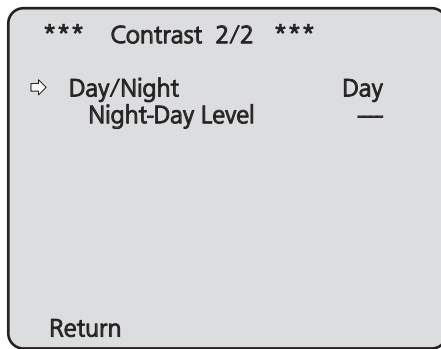 *** Contrast 2/2 ***
⇨ Day/Night Day
Night-Day Level —
Return